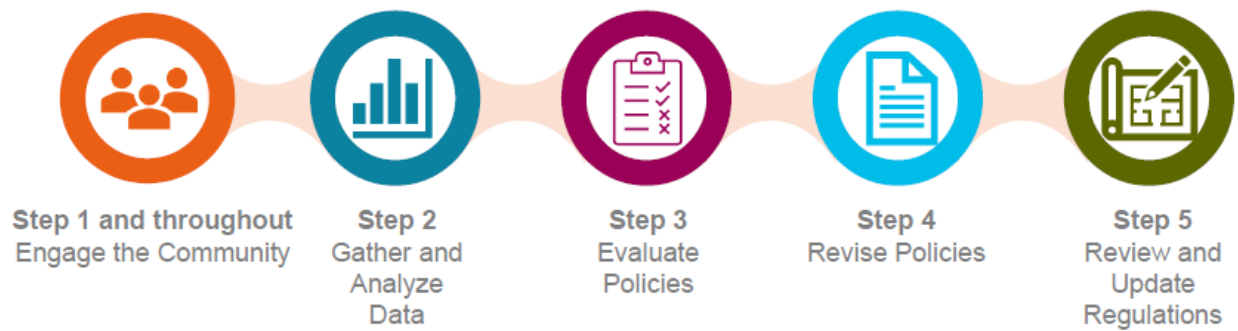 Step 1 and throughout
Engage the Community
Step 2
Gather and
Analyze
Data
Step 3
Evaluate
Policies
Step 4
Revise Policies
Step 5
Review and
Update
Regulations